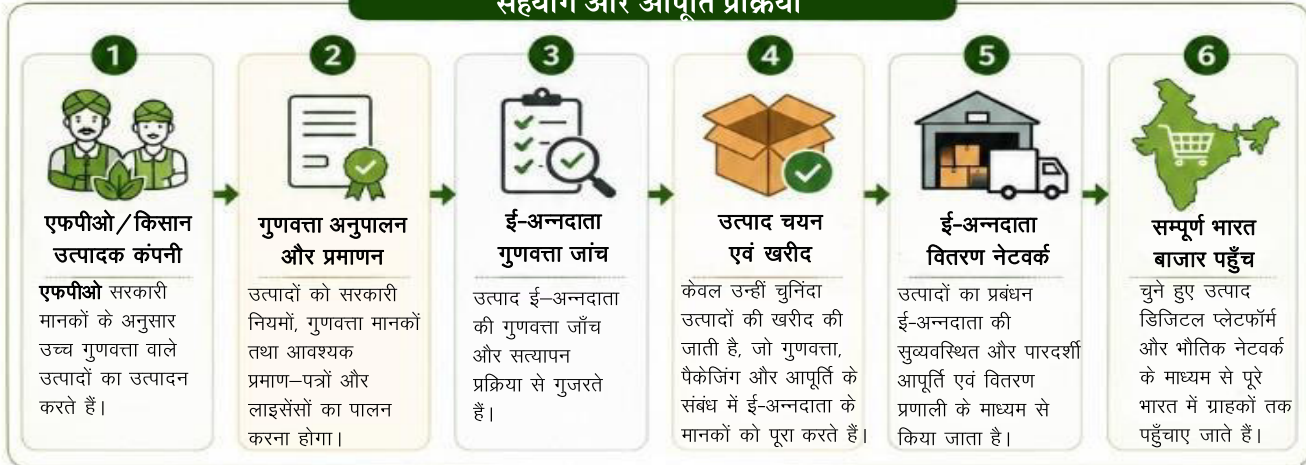 सहयोग और आपूर्ति प्रक्रिया
1
एफपीओ/किसान
उत्पादक कंपनी
एफपीओ सरकारी
मानकों के अनुसार
उच्च गुणवत्ता वाले
उत्पादों का उत्पादन
करते हैं।
2
गुणवत्ता अनुपालन
और प्रमाणन
उत्पादों को सरकारी
नियमों, गुणवत्ता मानकों
तथा आवश्यक
प्रमाण–पत्रों और
लाइसेंसों का पालन
करना होगा।
3
ई-अन्नदाता
गुणवत्ता जांच
उत्पाद ई–अन्नदाता
की गुणवत्ता जाँच
और सत्यापन
प्रक्रिया से गुजरते
हैं।
4
उत्पाद चयन
एवं खरीद
केवल उन्हीं चुनिंदा
उत्पादों की खरीद की
जाती है, जो गुणवत्ता,
पैकेजिंग और आपूर्ति के
संबंध में ई-अन्नदाता के
मानकों को पूरा करते हैं।
5
ई-अन्नदाता
वितरण नेटवर्क
उत्पादों का प्रबंधन
ई-अन्नदाता की
सुव्यवस्थित और पारदर्शी
आपूर्ति एवं वितरण
प्रणाली के माध्यम से
किया जाता है।
6
सम्पूर्ण भारत
बाजार पहुँच
चुने हुए उत्पाद
डिजिटल प्लेटफॉर्म
और भौतिक नेटवर्क
के माध्यम से पूरे
भारत में ग्राहकों तक
पहुँचाए जाते हैं।